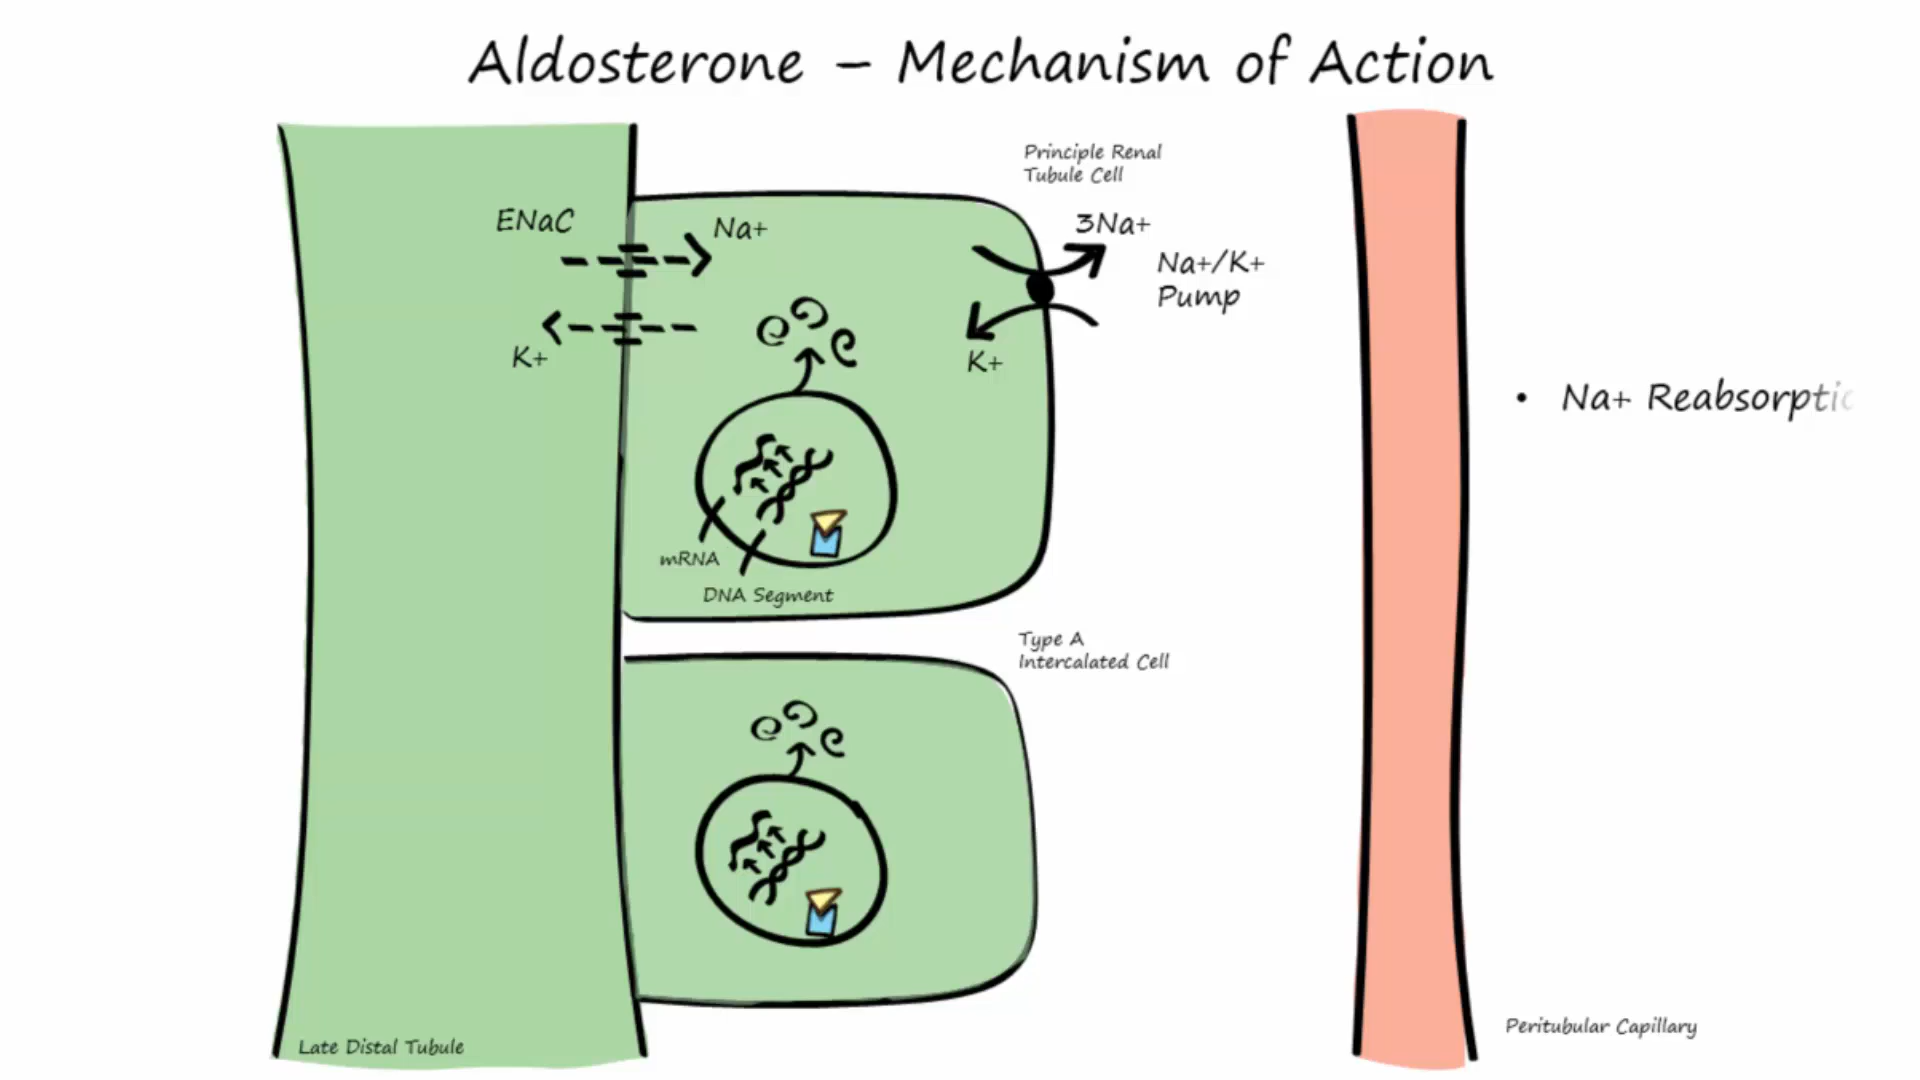 Aldosterone – Mechanism of Action
Principle Renal
Tubule Cell
ENaC
Na+
3Na+
Na+/K+
Pump
K+
K+
• Na+ Reabsorptic
mRNA
DNA Segment
Type A
Intercalated Cell
Late Distal Tubule
Peritubular Capillary